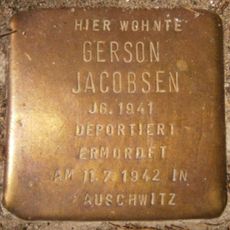 HIER WOHNTE
GERSON
JACOBSEN
JG. 1941
DEPORTIERT
ERMORDET
AM 11.7.1942 IN
AUSCHWITZ